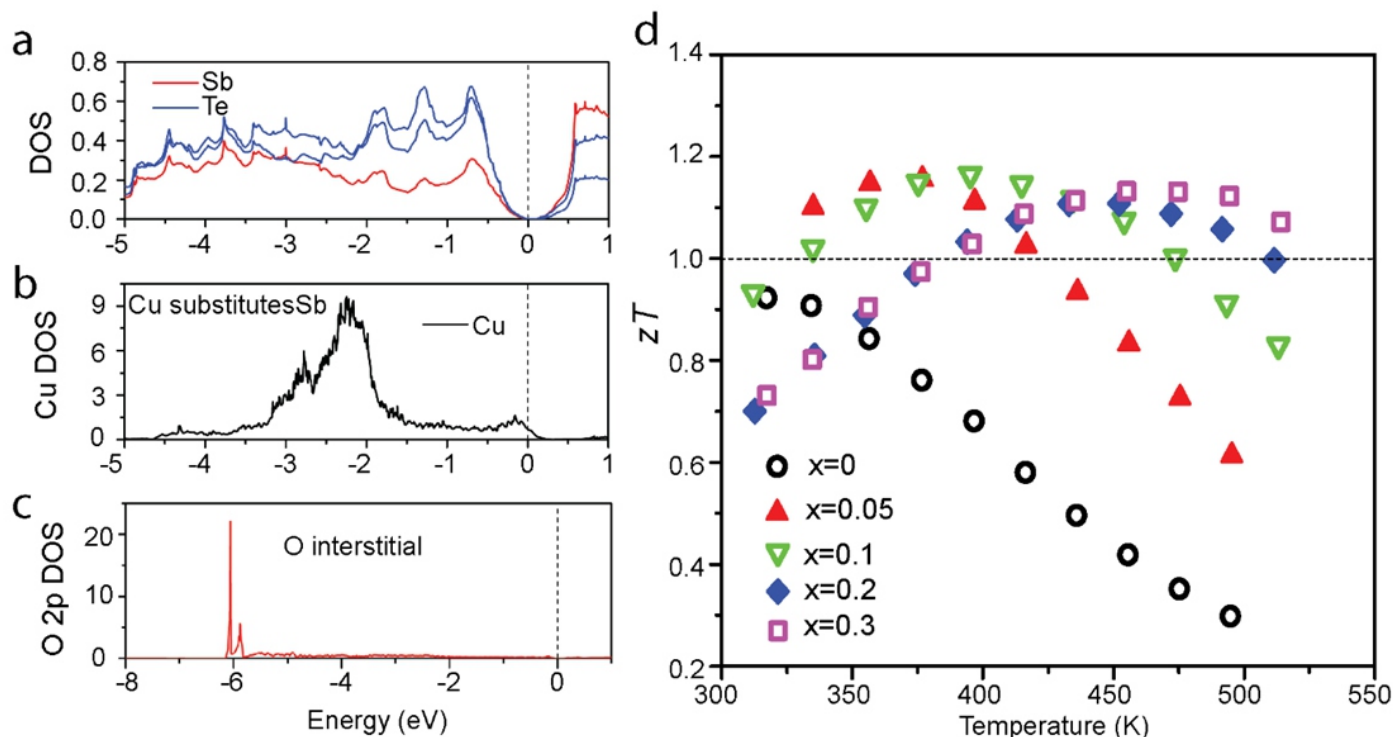 a
DOS
0.8
0.6
0.4
0.2
0.0
Sb
Te
-5 -4 -3 -2 -1 0 1
b
Cu DOS
9
6
3
0
Cu substitutesSb
Cu
-5 -4 -3 -2 -1 0 1
c
O 2p DOS
20
10
0
O interstitial
-8 -6 -4 -2 0
Energy (eV)
d
zT
1.4
1.2
1.0
0.8
0.6
0.4
0.2
x=0
x=0.05
x=0.1
x=0.2
x=0.3
300 350 400 450 500 550
Temperature (K)